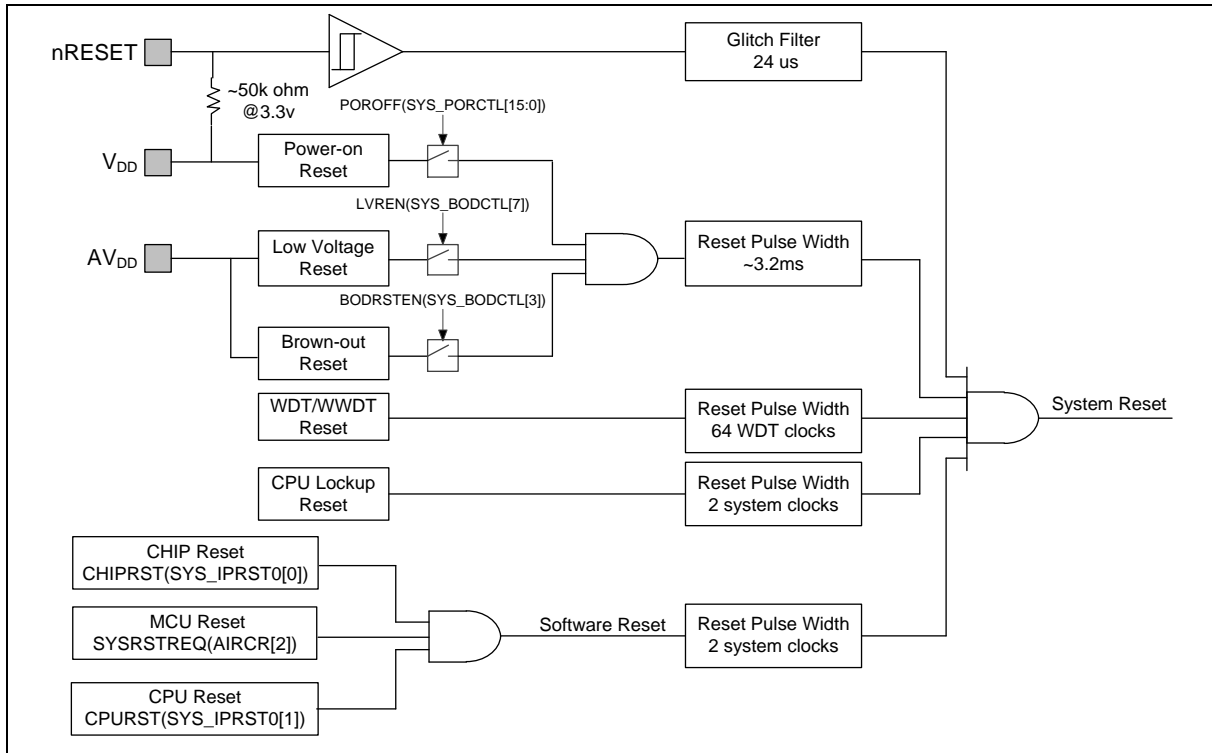 nRESET
Glitch Filter
24 us
~50k ohm
@3.3v
POROFF(SYS_PORCTL[15:0])
VDD
Power-on
Reset
LVREN(SYS_BODCTL[7])
AVDD
Low Voltage
Reset
Reset Pulse Width
~3.2ms
BODRSTEN(SYS_BODCTL[3])
Brown-out
Reset
WDT/WWDT
Reset
Reset Pulse Width
64 WDT clocks
System Reset
CPU Lockup
Reset
Reset Pulse Width
2 system clocks
CHIP Reset
CHIPRST(SYS_IPRST0[0])
MCU Reset
SYSRSTREQ(AIRCR[2])
Software Reset
Reset Pulse Width
2 system clocks
CPU Reset
CPURST(SYS_IPRST0[1])